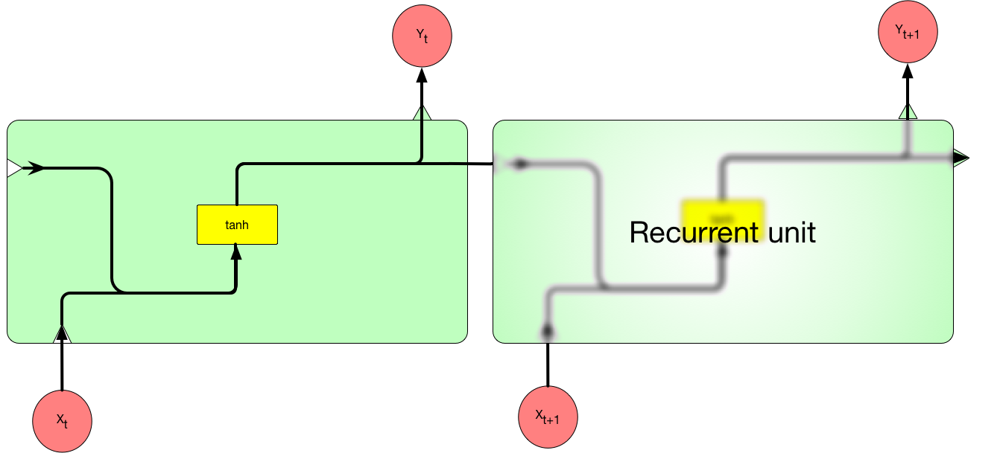 Yt
Yt+1
tanh
Recurrent unit
Xt
Xt+1